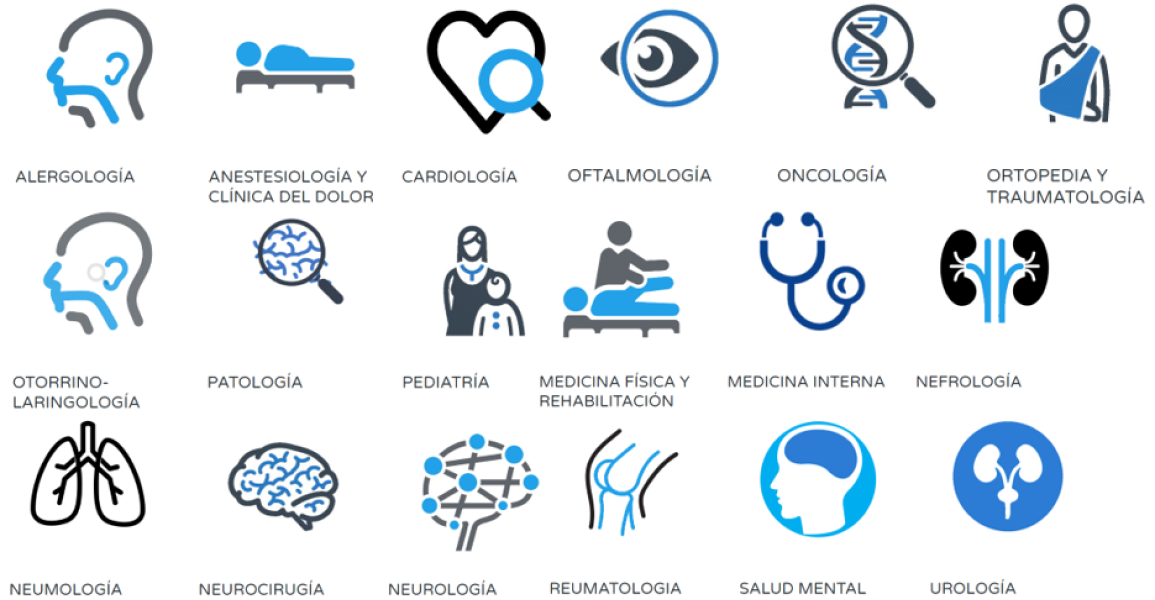 ALERGOLOGÍA
ANESTESIOLOGÍA Y
CLÍNICA DEL DOLOR
CARDIOLOGÍA
OFTALMOLOGÍA
ONCOLOGÍA
ORTOPEDIA Y
TRAUMATOLOGÍA
OTORRINO-
LARINGOLOGÍA
PATOLOGÍA
PEDIATRÍA
MEDICINA FÍSICA Y
REHABILITACIÓN
MEDICINA INTERNA
NEFROLOGÍA
NEUMOLOGÍA
NEUROCIRUGÍA
NEUROLOGÍA
REUMATOLOGIA
SALUD MENTAL
UROLOGÍA